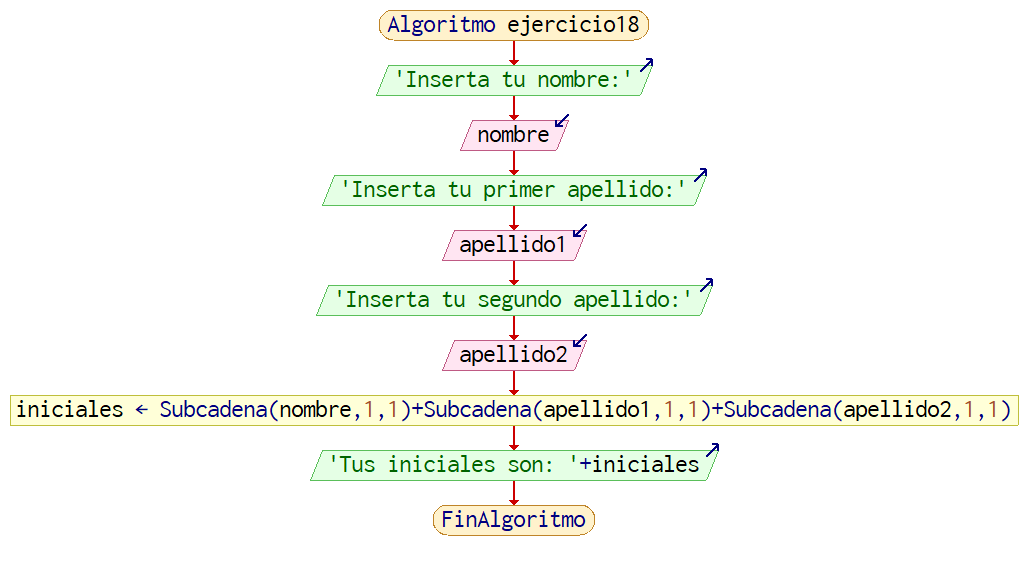 Algoritmo ejercicio18
'Inserta tu nombre:'
nombre
'Inserta tu primer apellido:'
apellido1
'Inserta tu segundo apellido:'
apellido2
iniciales ← Subcadena(nombre,1,1)+Subcadena(apellido1,1,1)+Subcadena(apellido2,1,1)
'Tus iniciales son: '+iniciales
FinAlgoritmo